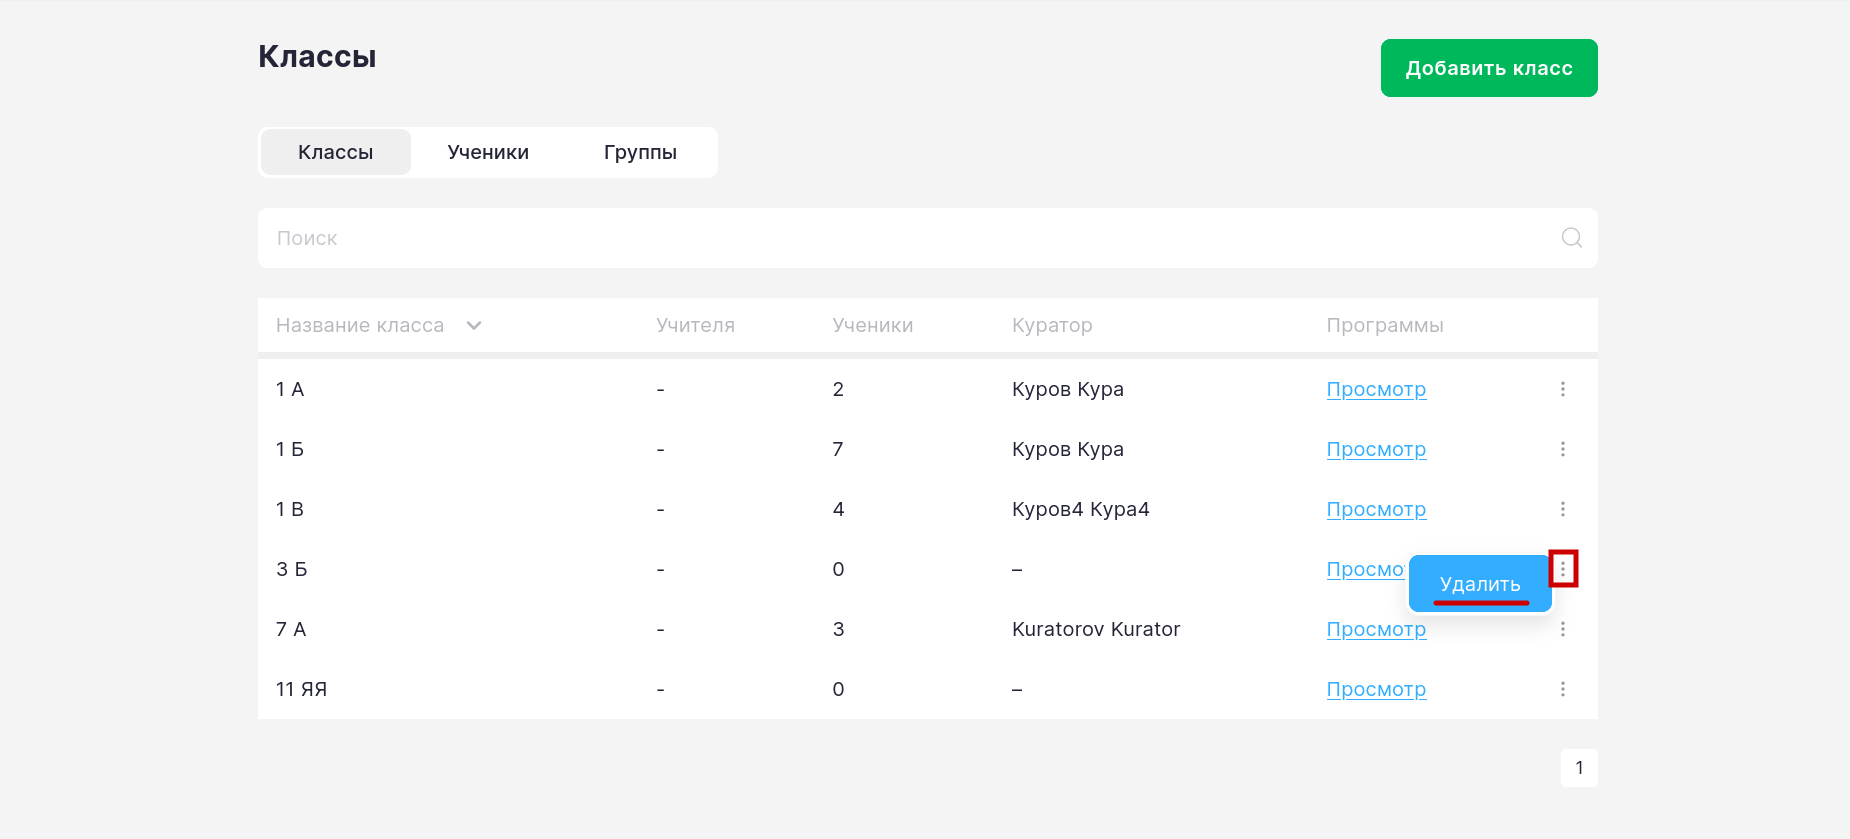 Классы
Добавить класс
Классы Ученики Группы
Поиск
Название класса Учителя Ученики Куратор Программы
1 А - 2 Куров Кура Просмотр
1 Б - 7 Куров Кура Просмотр
1 В - 4 Куров4 Кура4 Просмотр
3 Б - 0 – Просмо
Удалить
7 А - 3 Kuratorov Kurator Просмотр
11 ЯЯ - 0 – Просмотр
1